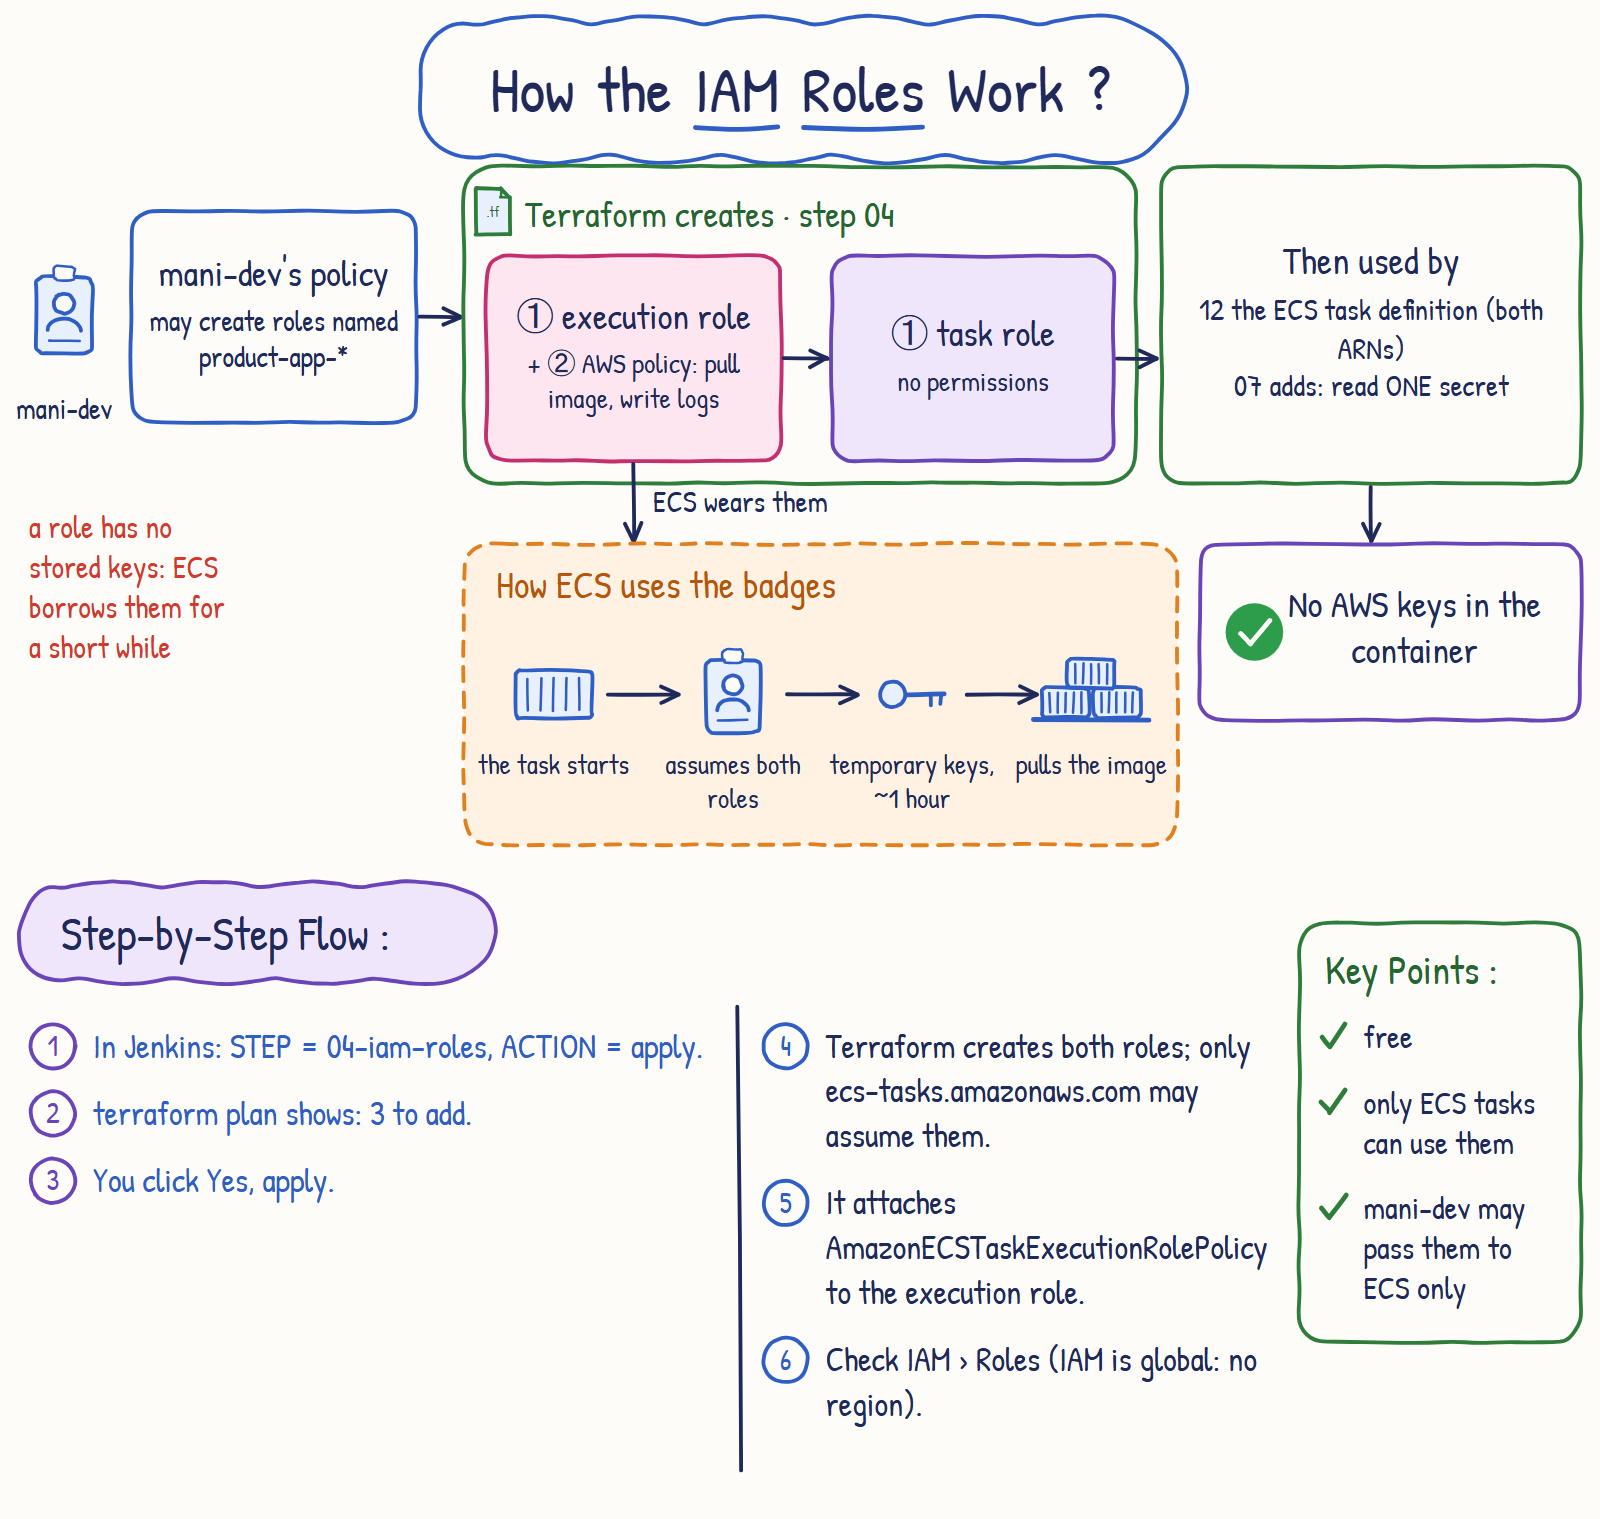 How the IAM Roles Work ?
.tf
Terraform creates · step 04
mani-dev
mani-dev's policy
may create roles named
product-app-*
① execution role
+ ② AWS policy: pull
image, write logs
① task role
no permissions
Then used by
12 the ECS task definition (both
ARNs)
07 adds: read ONE secret
ECS wears them
a role has no
stored keys: ECS
borrows them for
a short while
How ECS uses the badges
the task starts
assumes both
roles
temporary keys,
~1 hour
pulls the image
No AWS keys in the
container
Step-by-Step Flow :
1 In Jenkins: STEP = 04-iam-roles, ACTION = apply.
2 terraform plan shows: 3 to add.
3 You click Yes, apply.
4 Terraform creates both roles; only
ecs-tasks.amazonaws.com may
assume them.
5 It attaches
AmazonECSTaskExecutionRolePolicy
to the execution role.
6 Check IAM › Roles (IAM is global: no
region).
Key Points :
free
only ECS tasks
can use them
mani-dev may
pass them to
ECS only